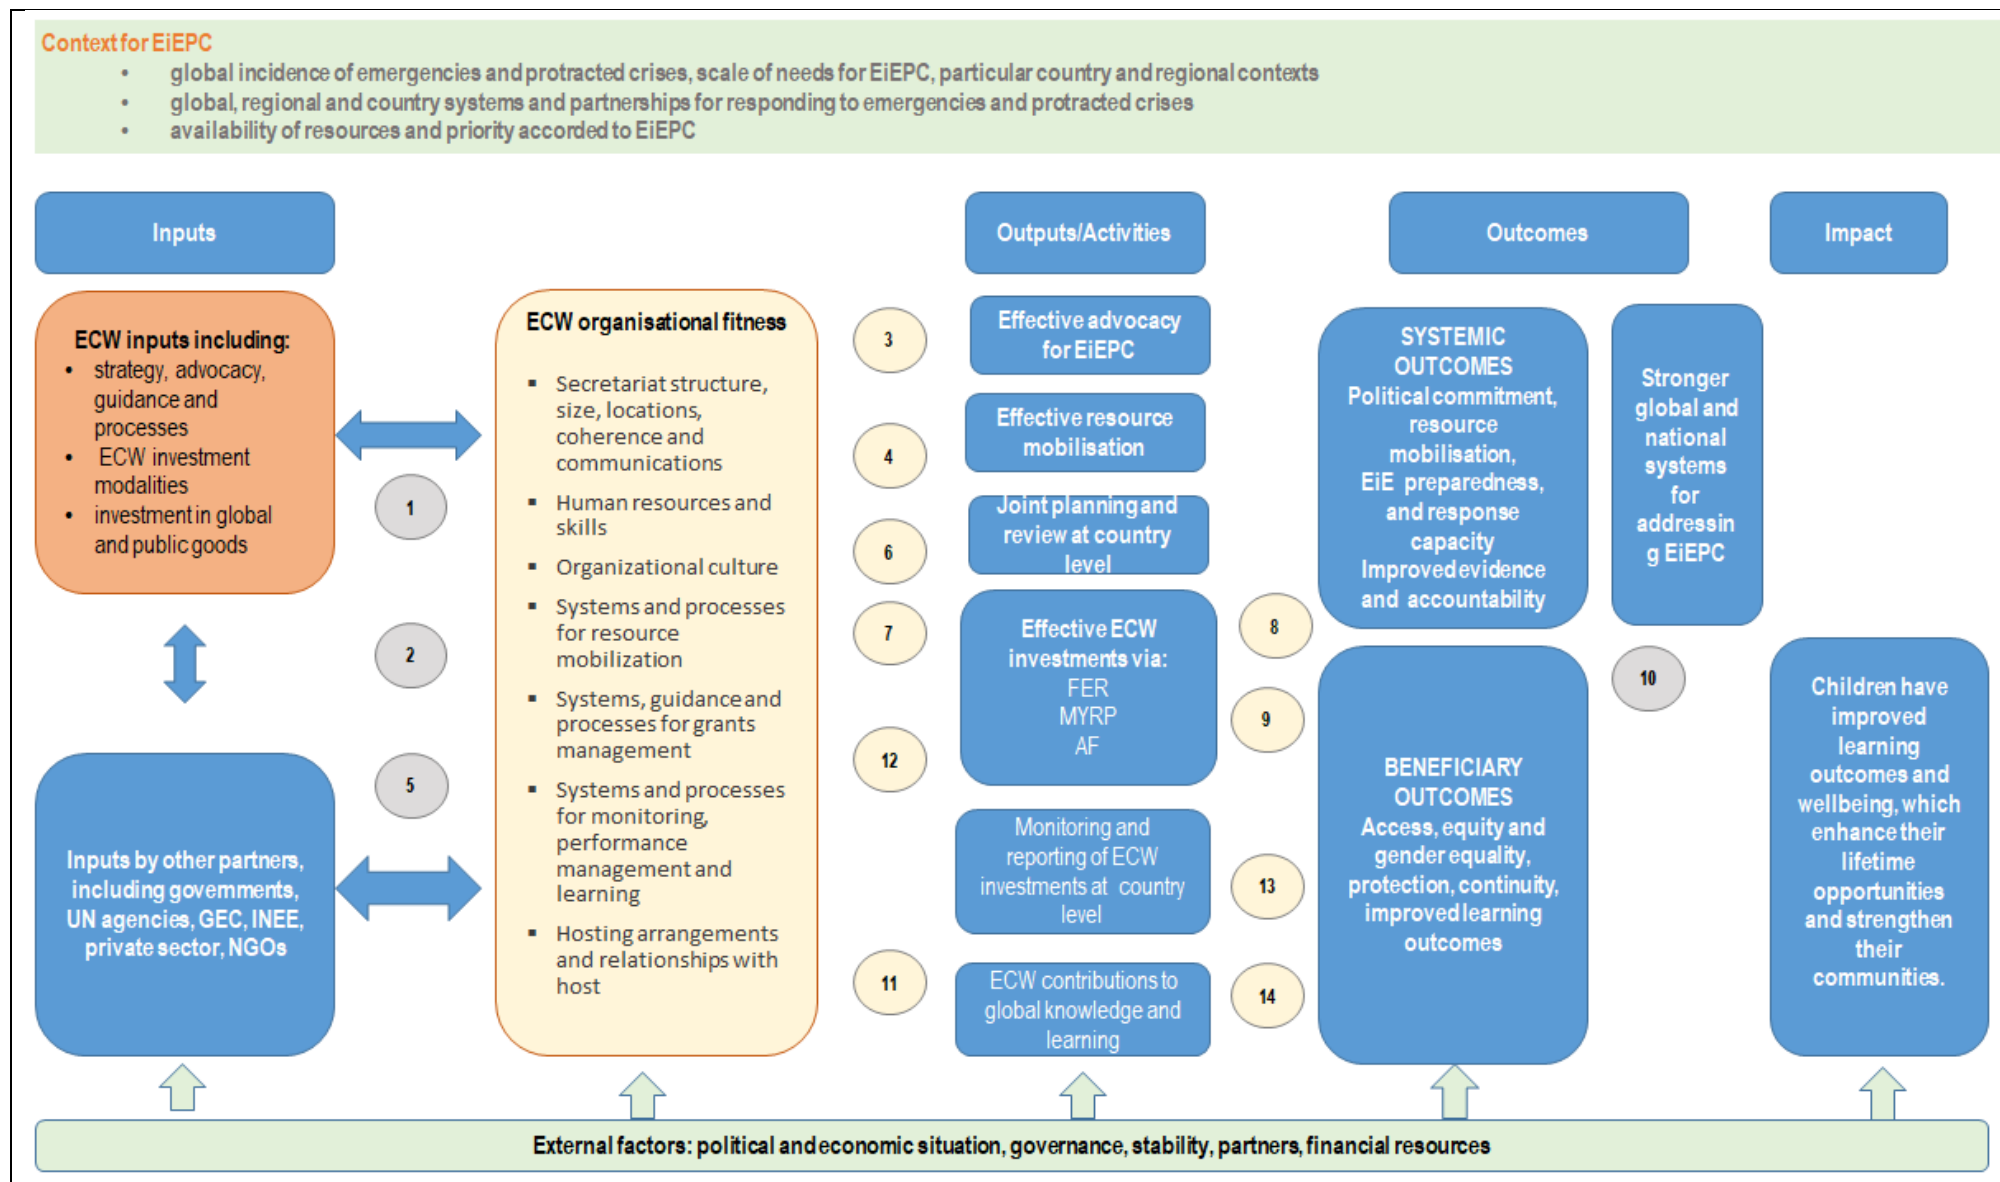 Context for EiEPC
• global incidence of emergencies and protracted crises, scale of needs for EiEPC, particular country and regional contexts
• global, regional and country systems and partnerships for responding to emergencies and protracted crises
• availability of resources and priority accorded to EiEPC
Inputs
Outputs/Activities
Outcomes
Impact
ECW inputs including:
• strategy, advocacy,
guidance and
processes
• ECW investment
modalities
• investment in global
and public goods
Inputs by other partners,
including governments,
UN agencies, GEC, INEE,
private sector, NGOs
1
2
5
ECW organisational fitness
▪ Secretariat structure,
size, locations,
coherence and
communications
▪ Human resources and
skills
▪ Organizational culture
▪ Systems and processes
for resource
mobilization
▪ Systems, guidance and
processes for grants
management
▪ Systems and processes
for monitoring,
performance
management and
learning
▪ Hosting arrangements
and relationships with
host
3
4
6
7
12
11
Effective advocacy
for EiEPC
Effective resource
mobilisation
Joint planning and
review at country
level
Effective ECW
investments via:
FER
MYRP
AF
Monitoring and
reporting of ECW
investments at country
level
ECW contributions to
global knowledge and
learning
8
9
13
14
SYSTEMIC
OUTCOMES
Political commitment,
resource
mobilisation,
EiE preparedness,
and response
capacity
Improved evidence
and accountability
BENEFICIARY
OUTCOMES
Access, equity and
gender equality,
protection, continuity,
improved learning
outcomes
Stronger
global and
national
systems
for
addressin
g EiEPC
10
Children have
improved
learning
outcomes and
wellbeing, which
enhance their
lifetime
opportunities
and strengthen
their
communities.
External factors: political and economic situation, governance, stability, partners, financial resources